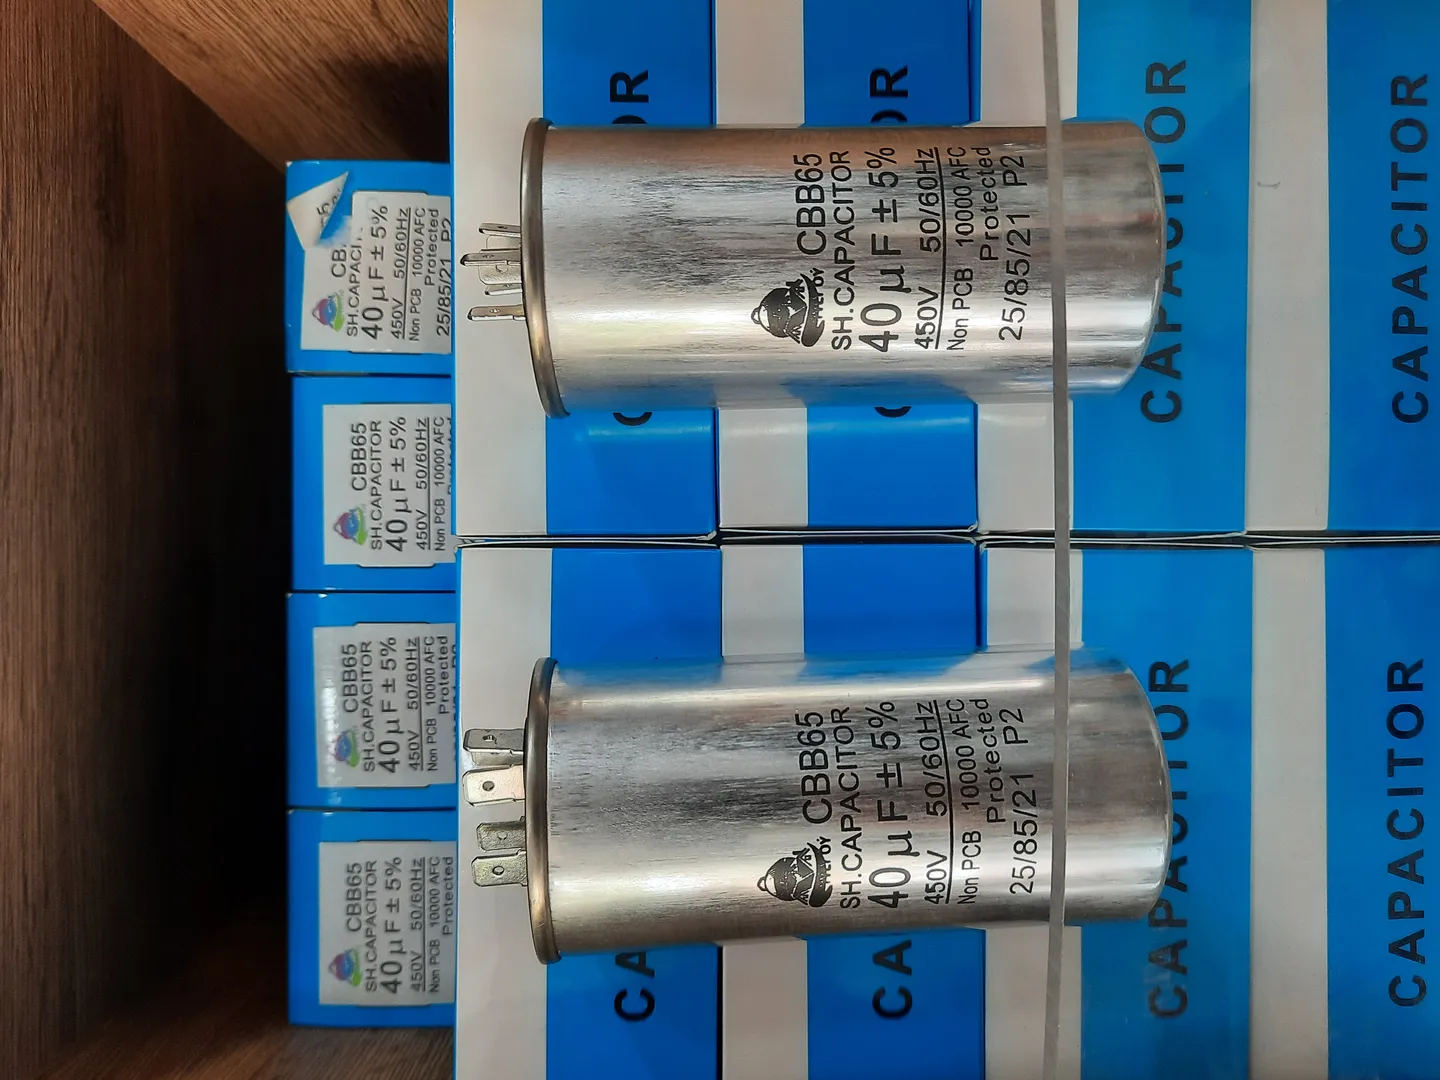 CBB65
SH.CAPACITOR
40 µF ± 5%
450V 50/60Hz
Non PCB 10000 AFC
Protected
25/85/21 P2
CBB65
SH.CAPACITOR
40 µF ± 5%
450V 50/60Hz
Non PCB 10000 AFC
Protected
25/85/21 P2
SH.CAPACI
40 µF ± 5%
450V 50/60Hz
Non PCB 10000 AFC
Protected
25/85/21 P2
CBB65
SH.CAPACITOR
40 µF ± 5%
450V 50/60Hz
Non PCB 10000 AFC
CBB65
SH.CAPACITOR
40 µF ± 5%
450V 50/60Hz
Non PCB 10000 AFC
Protected
CBB65
SH.CAPACITOR
40 µF ± 5%
450V 50/60Hz
Non PCB 10000 AFC
Protected
CAPACITOR
CAPACITOR
CAPACITOR
CAPACITOR